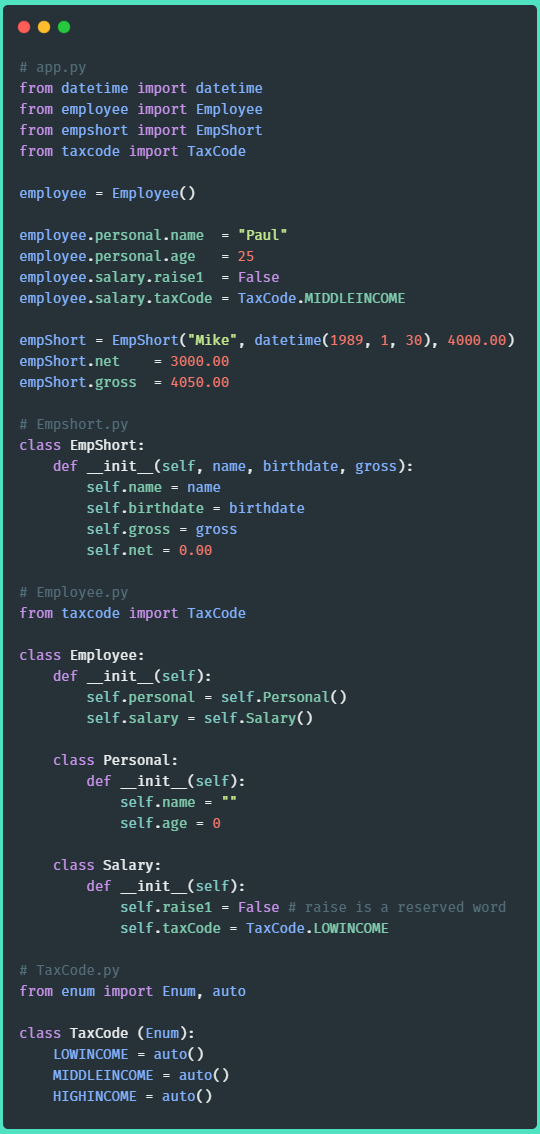 # app.py
from datetime import datetime
from employee import Employee
from empshort import EmpShort
from taxcode import TaxCode

employee = Employee()

employee.personal.name  = "Paul"
employee.personal.age   = 25
employee.salary.raise1  = False
employee.salary.taxCode = TaxCode.MIDDLEINCOME

empShort = EmpShort("Mike", datetime(1989, 1, 30), 4000.00)
empShort.net    = 3000.00
empShort.gross  = 4050.00

# Empshort.py
class EmpShort:
    def __init__(self, name, birthdate, gross):
        self.name = name
        self.birthdate = birthdate
        self.gross = gross
        self.net = 0.00

# Employee.py
from taxcode import TaxCode

class Employee:
    def __init__(self):
        self.personal = self.Personal()
        self.salary = self.Salary()

    class Personal:
        def __init__(self):
            self.name = ""
            self.age = 0

    class Salary:
        def __init__(self):
            self.raise1 = False # raise is a reserved word
            self.taxCode = TaxCode.LOWINCOME

# TaxCode.py
from enum import Enum, auto

class TaxCode (Enum):
    LOWINCOME = auto()
    MIDDLEINCOME = auto()
    HIGHINCOME = auto()